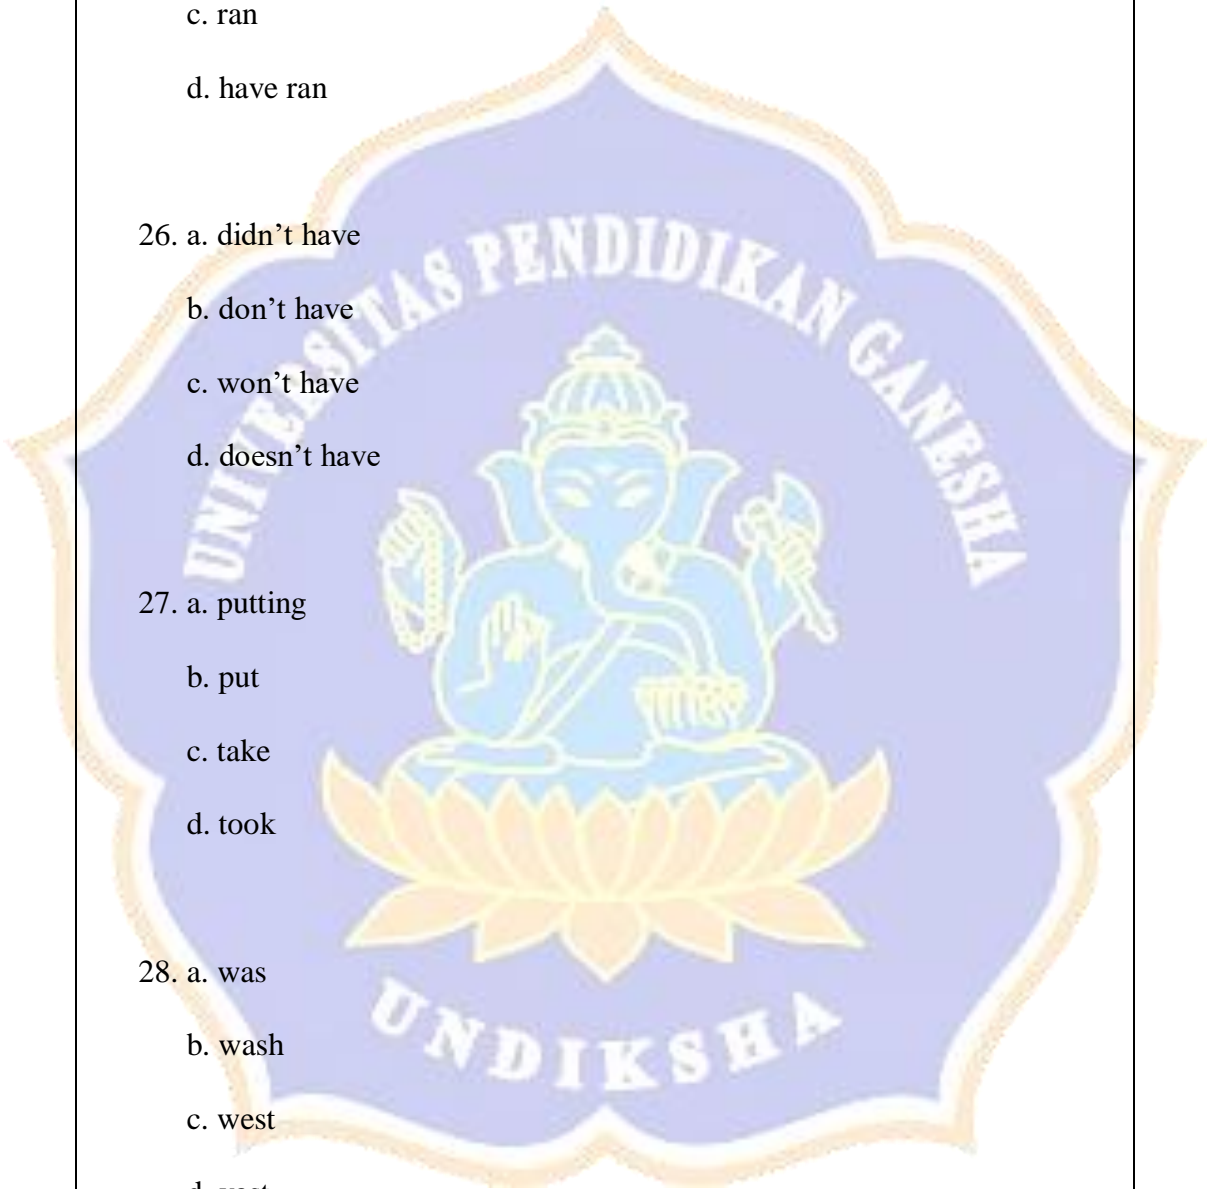 c. ran
d. have ran
26. a. didn’t have
b. don’t have
c. won’t have
d. doesn’t have
27. a. putting
b. put
c. take
d. took
28. a. was
b. wash
c. west
UNIVERSITAS PENDIDIKAN GANESHA
UNDIKSHA